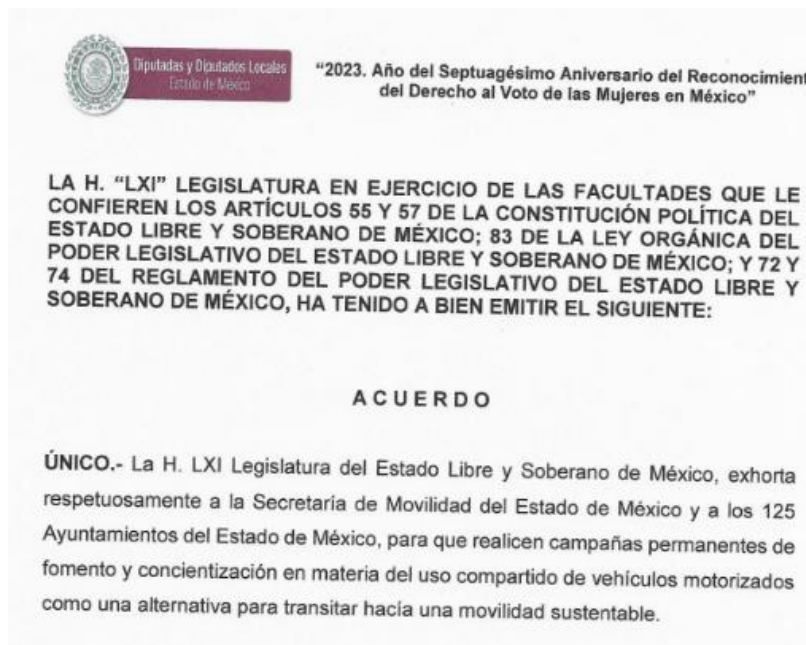 Diputadas y Diputados Locales
Estado de México
“2023. Año del Septuagésimo Aniversario del Reconocimient
del Derecho al Voto de las Mujeres en México”
LA H. “LXI” LEGISLATURA EN EJERCICIO DE LAS FACULTADES QUE LE
CONFIEREN LOS ARTÍCULOS 55 Y 57 DE LA CONSTITUCIÓN POLÍTICA DEL
ESTADO LIBRE Y SOBERANO DE MÉXICO; 83 DE LA LEY ORGÁNICA DEL
PODER LEGISLATIVO DEL ESTADO LIBRE Y SOBERANO DE MÉXICO; Y 72 Y
74 DEL REGLAMENTO DEL PODER LEGISLATIVO DEL ESTADO LIBRE Y
SOBERANO DE MÉXICO, HA TENIDO A BIEN EMITIR EL SIGUIENTE:
A C U E R D O
ÚNICO.- La H. LXI Legislatura del Estado Libre y Soberano de México, exhorta
respetuosamente a la Secretaría de Movilidad del Estado de México y a los 125
Ayuntamientos del Estado de México, para que realicen campañas permanentes de
fomento y concientización en materia del uso compartido de vehículos motorizados
como una alternativa para transitar hacía una movilidad sustentable.